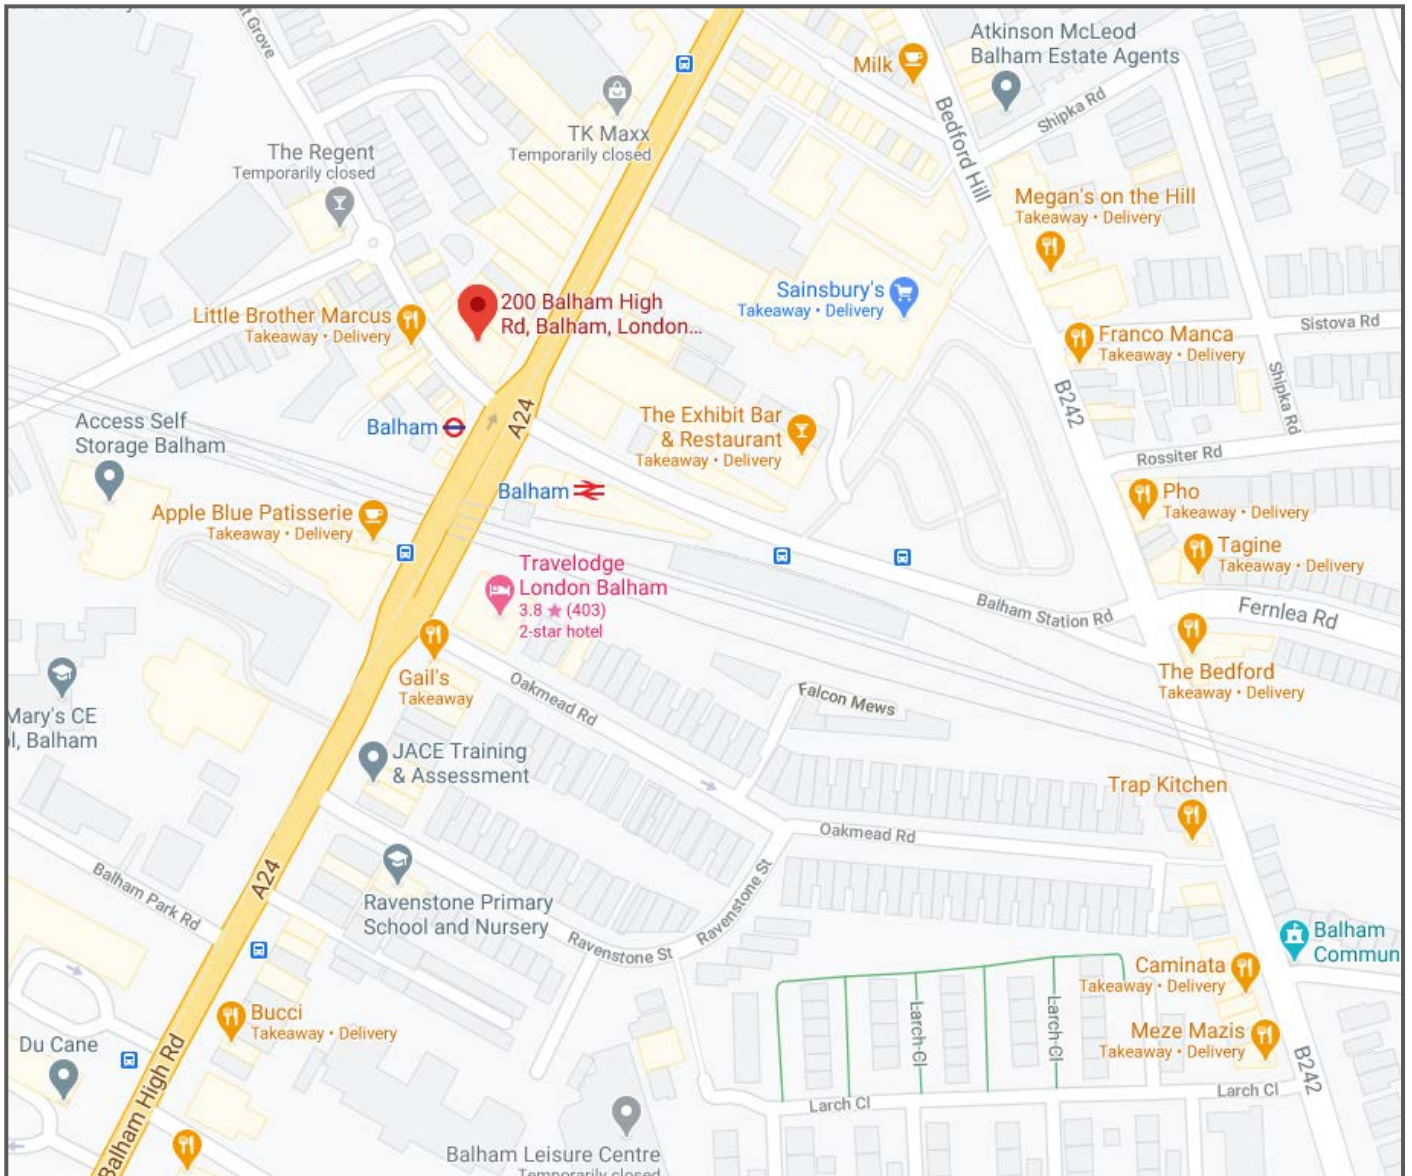 t Grove
TK Maxx
Temporarily closed
The Regent
Temporarily closed
Milk
Atkinson McLeod
Balham Estate Agents
Shipka Rd
Bedford Hill
Megan's on the Hill
Takeaway • Delivery
Little Brother Marcus
Takeaway • Delivery
200 Balham High
Rd, Balham, London...
Sainsbury's
Takeaway • Delivery
Franco Manca
Takeaway • Delivery
Sistova Rd
Shipka Rd
B242
A24
Balham
The Exhibit Bar
& Restaurant
Takeaway • Delivery
Access Self
Storage Balham
Rossiter Rd
Balham
Pho
Takeaway • Delivery
Apple Blue Patisserie
Takeaway • Delivery
Tagine
Takeaway • Delivery
Travelodge
London Balham
3.8 ★ (403)
2-star hotel
Balham Station Rd
Fernlea Rd
Gail's
Takeaway
Oakmead Rd
Falcon Mews
The Bedford
Takeaway • Delivery
Mary's CE
ol, Balham
JACE Training
& Assessment
Trap Kitchen
Oakmead Rd
A24
Balham Park Rd
Ravenstone Primary
School and Nursery
Ravenstone St
Ravenstone St
Balham
Commun
Caminata
Takeaway • Delivery
Bucci
Takeaway • Delivery
Larch Cl
Larch Cl
Meze Mazis
Takeaway • Delivery
Du Cane
Balham High Rd
B242
Larch Cl
Larch Cl
Balham Leisure Centre
Temporarily closed